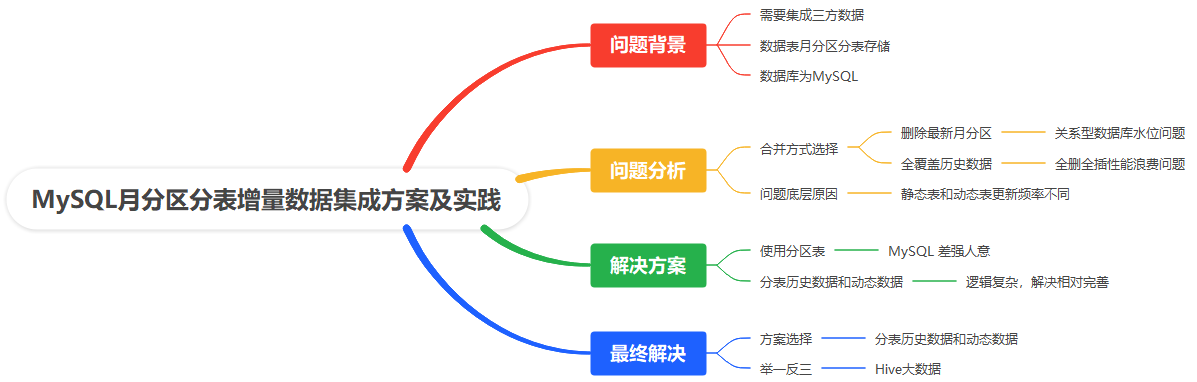 MySQL月分区分表增量数据集成方案及实践
问题背景
需要集成三方数据
数据表月分区分表存储
数据库为MySQL
问题分析
合并方式选择
删除最新月分区
关系型数据库水位问题
全覆盖历史数据
全删全插性能浪费问题
问题底层原因
静态表和动态表更新频率不同
解决方案
使用分区表
MySQL 差强人意
分表历史数据和动态数据
逻辑复杂，解决相对完善
最终解决
方案选择
分表历史数据和动态数据
举一反三
Hive大数据